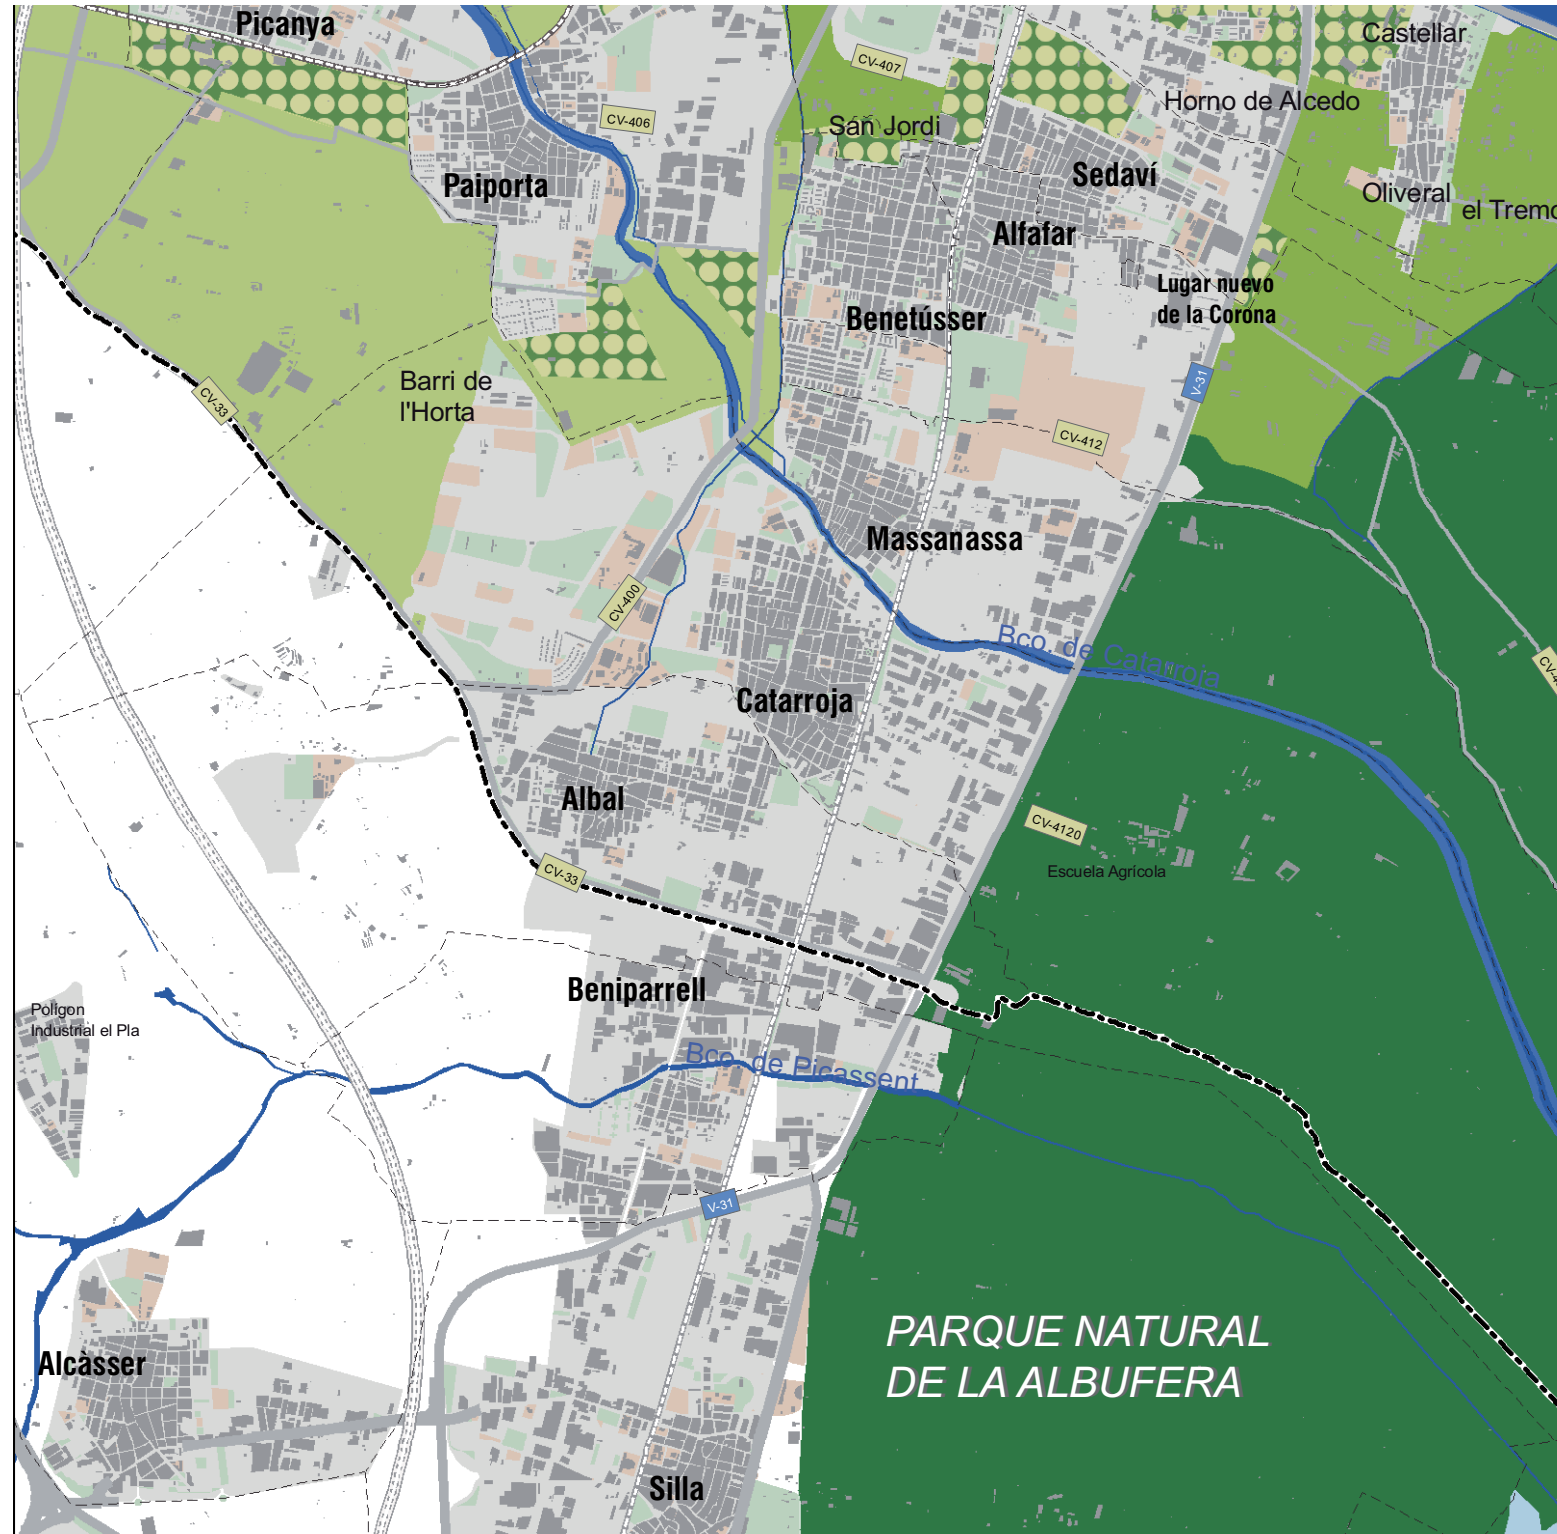 Picanya
Castellar
CV-407
Horno de Alcedo
CV-406
San Jordi
Sedaví
Paiporta
Oliveral
el Tremo
Alfafar
Lugar nuevo
de la Corona
Benetússer
V-31
Barri de
l'Horta
CV-33
CV-412
Massanassa
CV-400
Bco. de Catarroja
Catarroja
Albal
CV-4120
Escuela Agrícola
CV-33
Beniparrell
Polígon
Industrial el Pla
Bco. de Picassent
V-31
PARQUE NATURAL
DE LA ALBUFERA
Alcàsser
Silla